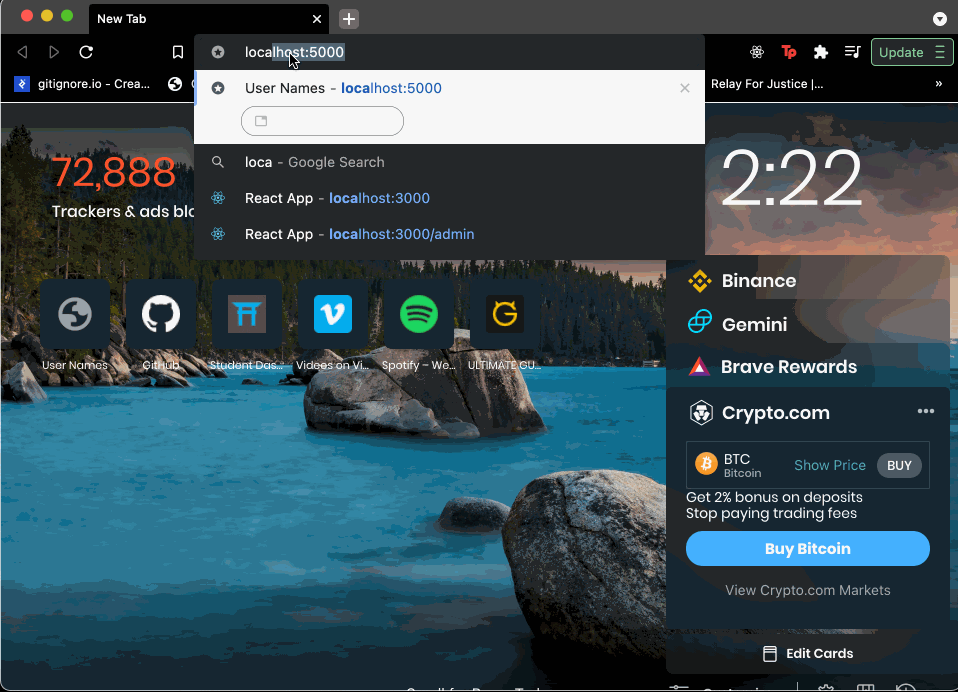 New Tab
localhost:5000
Update
gitignore.io - Crea...
Relay For Justice |...
»
User Names - localhost:5000
loca - Google Search
React App - localhost:3000
React App - localhost:3000/admin
72,888
Trackers & ads blo
2:22
User Names
GitHub
Student Das...
Videos on Vi...
Spotify – We...
ULTIMATE GU...
Binance
Gemini
Brave Rewards
Crypto.com
BTC
Bitcoin
Show Price
BUY
Get 2% bonus on deposits
Stop paying trading fees
Buy Bitcoin
View Crypto.com Markets
Edit Cards